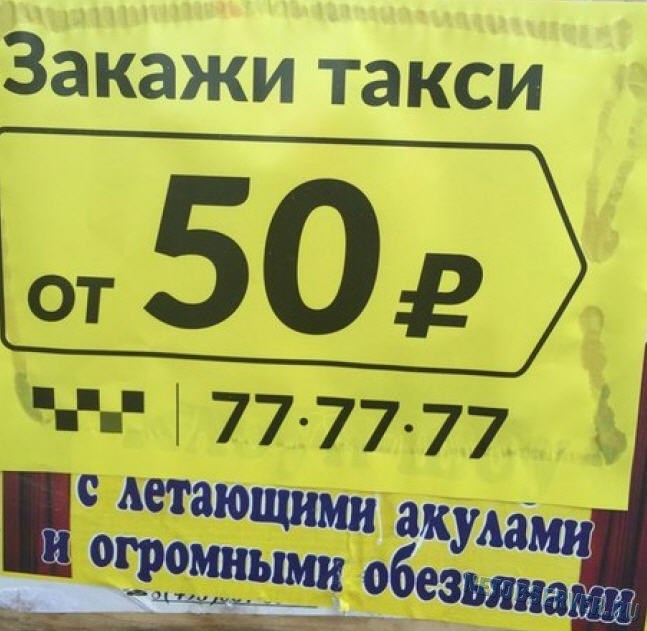 Закажи такси
от 50 ₽
77·77·77
с летающими акулами
и огромными обезьянами